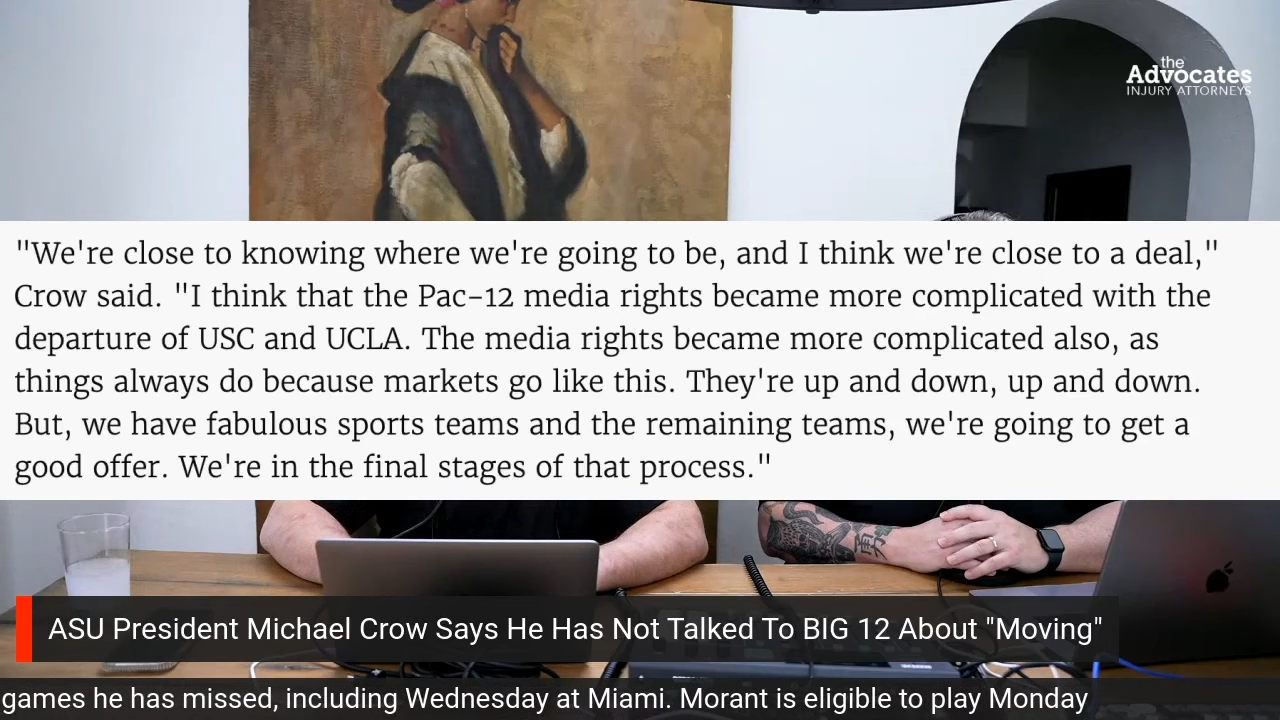 the
Advocates
INJURY ATTORNEYS
"We're close to knowing where we're going to be, and I think we're close to a deal,"
Crow said. "I think that the Pac-12 media rights became more complicated with the
departure of USC and UCLA. The media rights became more complicated also, as
things always do because markets go like this. They're up and down, up and down.
But, we have fabulous sports teams and the remaining teams, we're going to get a
good offer. We're in the final stages of that process."
ASU President Michael Crow Says He Has Not Talked To BIG 12 About "Moving"
games he has missed, including Wednesday at Miami. Morant is eligible to play Monday